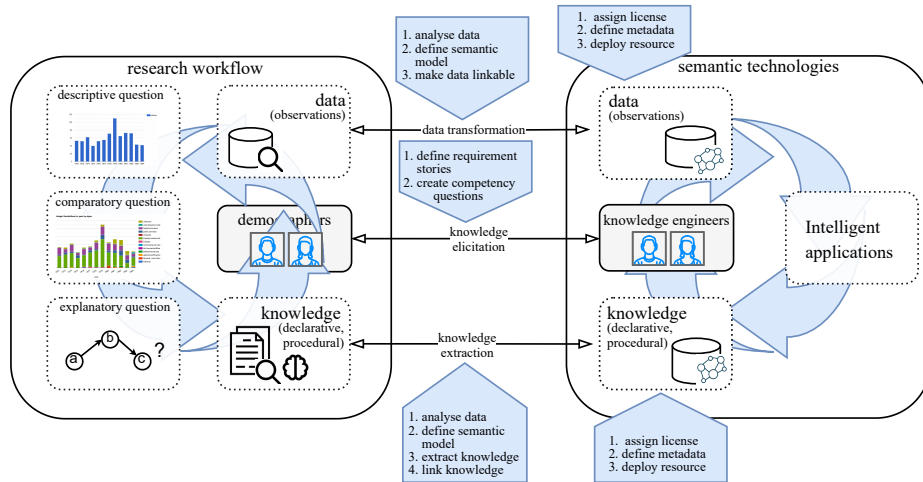 1. analyse data
2. define semantic
model
3. make data linkable
1. assign license
2. define metadata
3. deploy resource
research workflow
semantic technologies
descriptive question
data
(observations)
data transformation
data
(observations)
1. define requirement
stories
2. create competency
questions
comparatory question
demographers
knowledge
elicitation
knowledge engineers
Intelligent
applications
explanatory question
a
b
c
?
knowledge
(declarative,
procedural)
knowledge
extraction
knowledge
(declarative,
procedural)
1. analyse data
2. define semantic
model
3. extract knowledge
4. link knowledge
1. assign license
2. define metadata
3. deploy resource